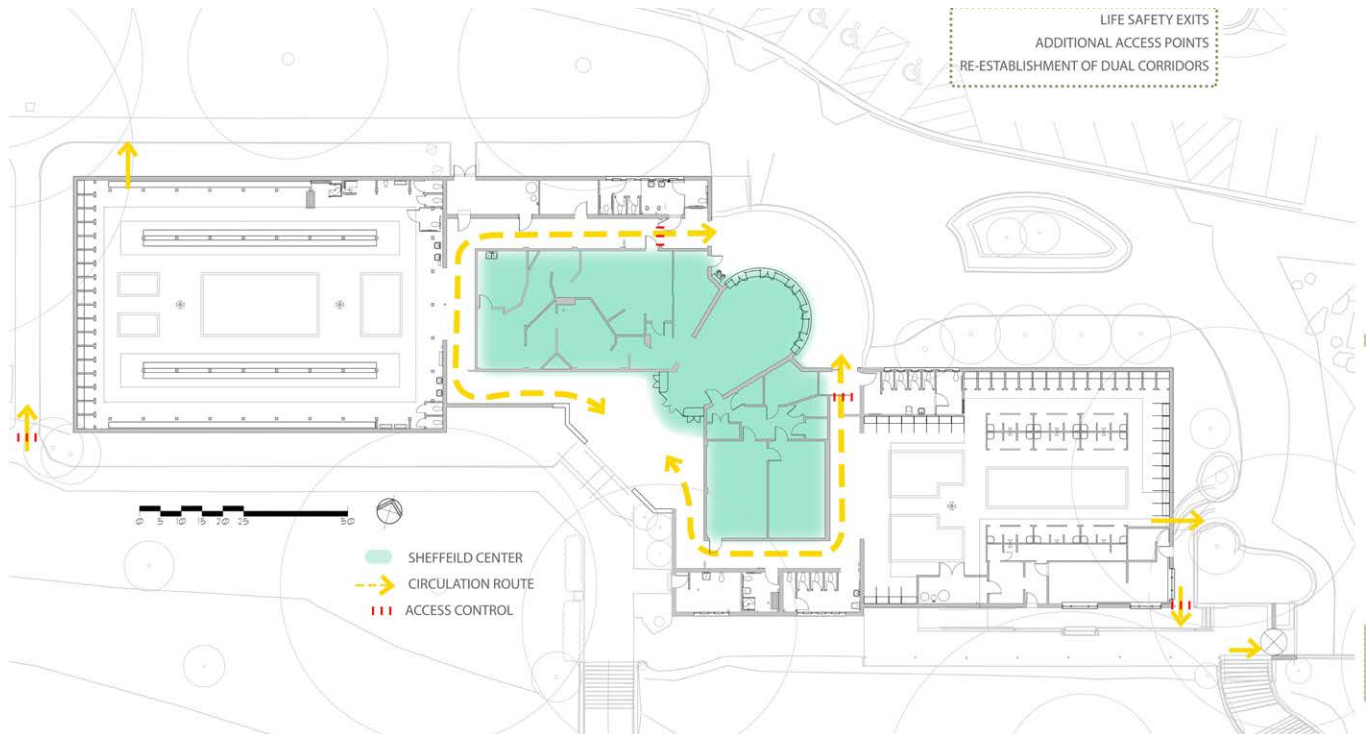 LIFE SAFETY EXITS
ADDITIONAL ACCESS POINTS
RE-ESTABLISHMENT OF DUAL CORRIDORS
0 5 10 15 20 25 50
SHEFFEILD CENTER
CIRCULATION ROUTE
ACCESS CONTROL